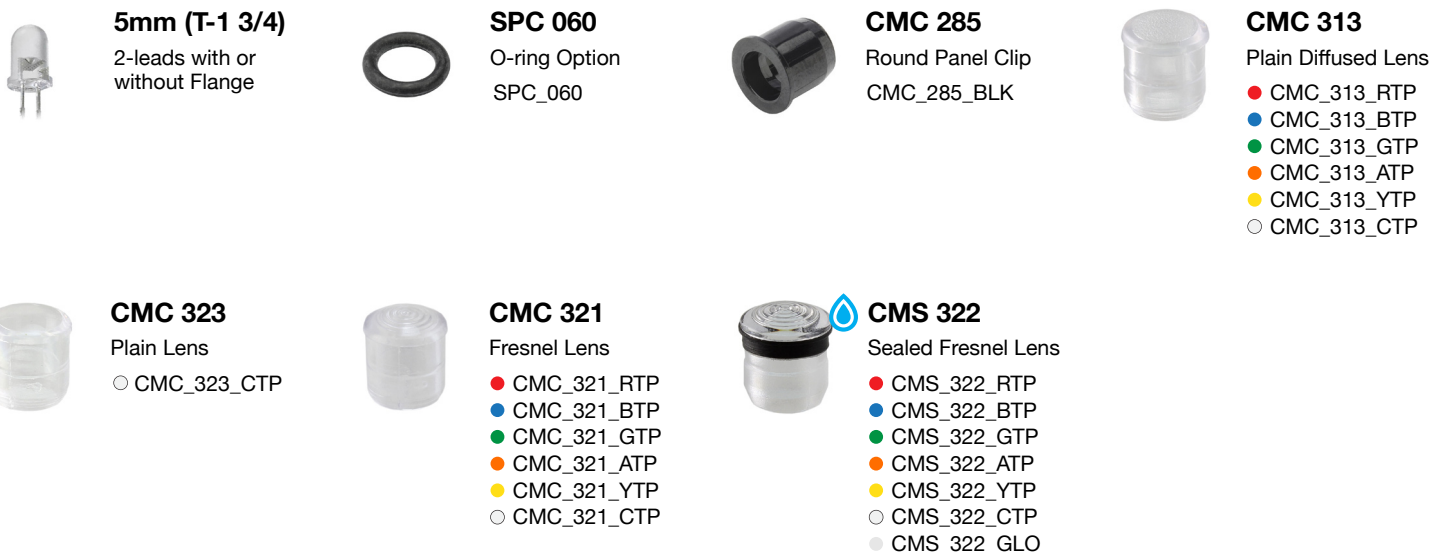 5mm (T-1 3/4)
2-leads with or
without Flange
SPC 060
O-ring Option
SPC_060
CMC 285
Round Panel Clip
CMC_285_BLK
CMC 313
Plain Diffused Lens
CMC_313_RTP
CMC_313_BTP
CMC_313_GTP
CMC_313_ATP
CMC_313_YTP
CMC_313_CTP
CMC 323
Plain Lens
CMC_323_CTP
CMC 321
Fresnel Lens
CMC_321_RTP
CMC_321_BTP
CMC_321_GTP
CMC_321_ATP
CMC_321_YTP
CMC_321_CTP
CMS 322
Sealed Fresnel Lens
CMS_322_RTP
CMS_322_BTP
CMS_322_GTP
CMS_322_ATP
CMS_322_YTP
CMS_322_CTP
CMS 322 GLO